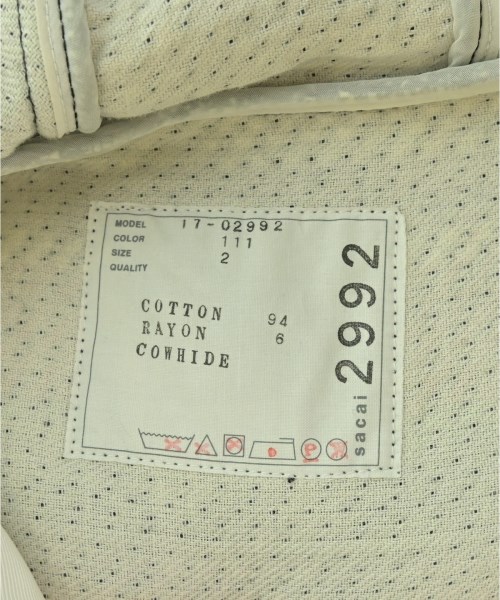 MODEL 17-02992
COLOR 111
SIZE 2
QUALITY
COTTON 94
RAYON 6
COWHIDE
P
sacai 2992